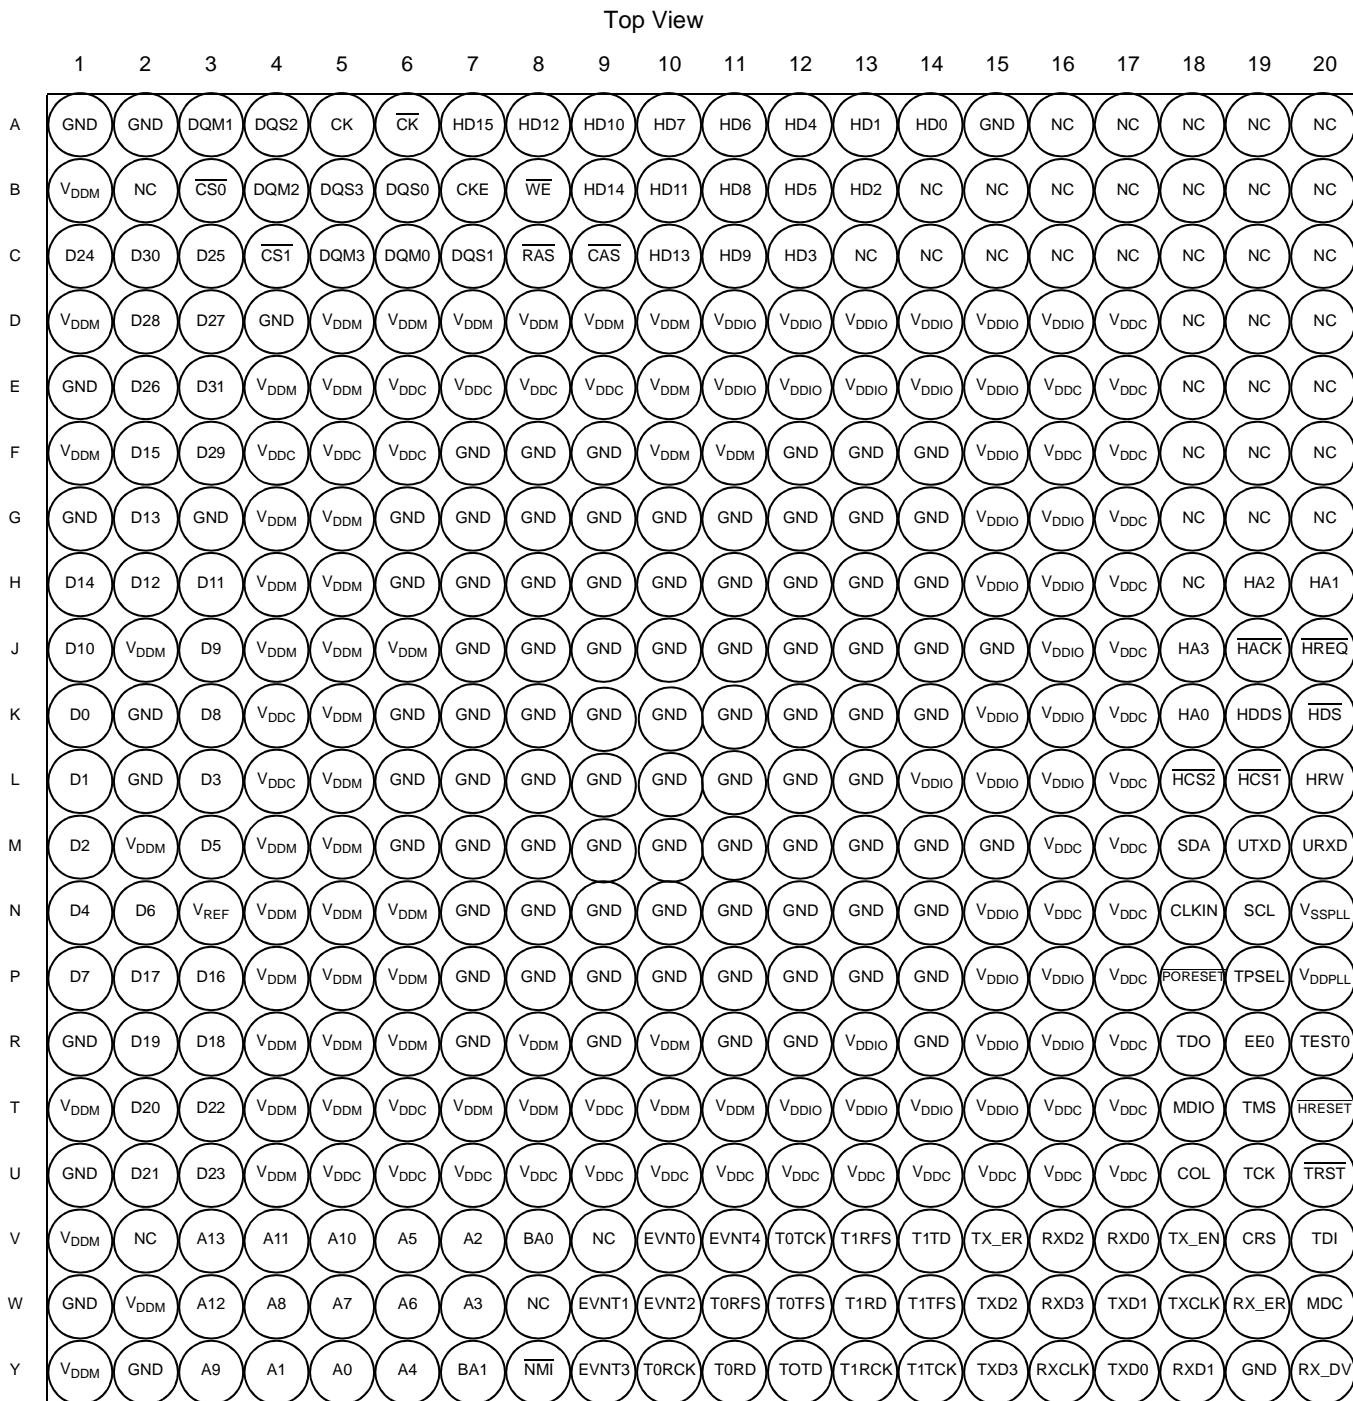 Top View
1 2 3 4 5 6 7 8 9 10 11 12 13 14 15 16 17 18 19 20
A GND GND DQM1 DQS2 CK C̅K̅ HD15 HD12 HD10 HD7 HD6 HD4 HD1 HD0 GND NC NC NC NC NC
B VDDM NC C̅S̅0̅ DQM2 DQS3 DQS0 CKE W̅E̅ HD14 HD11 HD8 HD5 HD2 NC NC NC NC NC NC NC
C D24 D30 D25 C̅S̅1̅ DQM3 DQM0 DQS1 R̅A̅S̅ C̅A̅S̅ HD13 HD9 HD3 NC NC NC NC NC NC NC NC
D VDDM D28 D27 GND VDDM VDDM VDDM VDDM VDDM VDDM VDDIO VDDIO VDDIO VDDIO VDDIO VDDIO VDDC NC NC NC
E GND D26 D31 VDDM VDDM VDDC VDDC VDDC VDDC VDDM VDDIO VDDIO VDDIO VDDIO VDDIO VDDC VDDC NC NC NC
F VDDM D15 D29 VDDC VDDC VDDC GND GND GND VDDM VDDM GND GND GND VDDIO VDDC VDDC NC NC NC
G GND D13 GND VDDM VDDM GND GND GND GND GND GND GND GND GND VDDIO VDDIO VDDC NC NC NC
H D14 D12 D11 VDDM VDDM GND GND GND GND GND GND GND GND GND VDDIO VDDIO VDDC NC HA2 HA1
J D10 VDDM D9 VDDM VDDM VDDM GND GND GND GND GND GND GND GND GND VDDIO VDDC HA3 H̅A̅C̅K̅ H̅R̅E̅Q̅
K D0 GND D8 VDDC VDDM GND GND GND GND GND GND GND GND GND VDDIO VDDIO VDDC HA0 HDDS H̅D̅S̅
L D1 GND D3 VDDC VDDM GND GND GND GND GND GND GND GND VDDIO VDDIO VDDIO VDDC H̅C̅S̅2̅ H̅C̅S̅1̅ HRW
M D2 VDDM D5 VDDM VDDM GND GND GND GND GND GND GND GND GND GND VDDC VDDC SDA UTXD URXD
N D4 D6 VREF VDDM VDDM VDDM GND GND GND GND GND GND GND GND VDDIO VDDC VDDC CLKIN SCL VSSPLL
P D7 D17 D16 VDDM VDDM VDDM GND GND GND GND GND GND GND GND VDDIO VDDIO VDDC P̅O̅R̅E̅S̅E̅T̅ TPSEL VDDPLL
R GND D19 D18 VDDM VDDM VDDM GND VDDM GND VDDM GND GND VDDIO GND VDDIO VDDIO VDDC TDO EE0 TEST0
T VDDM D20 D22 VDDM VDDM VDDC VDDM VDDM VDDC VDDM VDDM VDDIO VDDIO VDDIO VDDIO VDDC VDDC MDIO TMS H̅R̅E̅S̅E̅T̅
U GND D21 D23 VDDM VDDC VDDC VDDC VDDC VDDC VDDC VDDC VDDC VDDC VDDC VDDC VDDC VDDC COL TCK T̅R̅S̅T̅
V VDDM NC A13 A11 A10 A5 A2 BA0 NC EVNT0 EVNT4 T0TCK T1RFS T1TD TX_ER RXD2 RXD0 TX_EN CRS TDI
W GND VDDM A12 A8 A7 A6 A3 NC EVNT1 EVNT2 T0RFS T0TFS T1RD T1TFS TXD2 RXD3 TXD1 TXCLK RX_ER MDC
Y VDDM GND A9 A1 A0 A4 BA1 N̅M̅I̅ EVNT3 T0RCK T0RD TOTD T1RCK T1TCK TXD3 RXCLK TXD0 RXD1 GND RX_DV